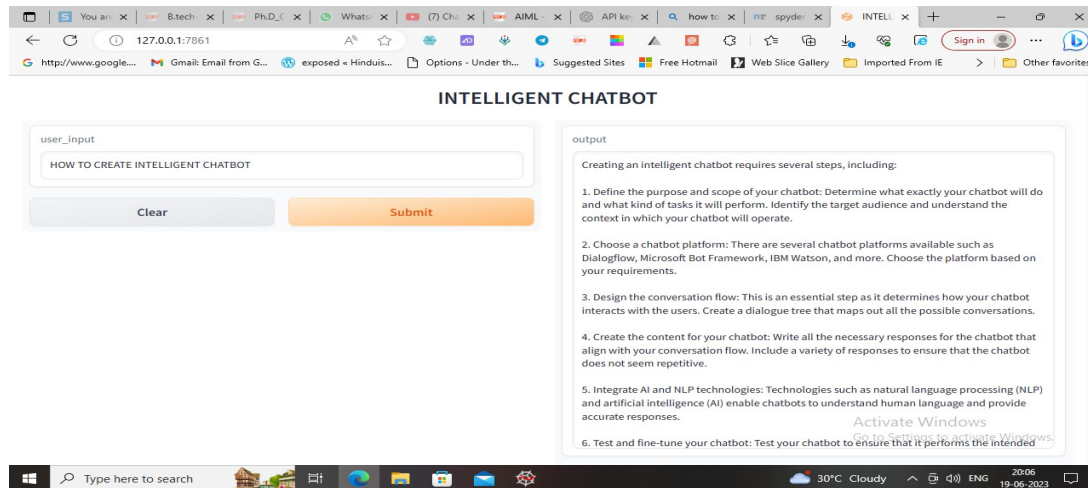 You ar
B.tech
Ph.D_C
Whats
(7) Ch
AIML -
API key
how to
spyder
INTELL
127.0.0.1:7861
Sign in
http://www.google....
Gmail: Email from G...
exposed « Hinduis...
Options - Under th...
Suggested Sites
Free Hotmail
Web Slice Gallery
Imported From IE
Other favorites
INTELLIGENT CHATBOT
user_input
HOW TO CREATE INTELLIGENT CHATBOT
Clear
Submit
output
Creating an intelligent chatbot requires several steps, including:
1. Define the purpose and scope of your chatbot: Determine what exactly your chatbot will do
and what kind of tasks it will perform. Identify the target audience and understand the
context in which your chatbot will operate.
2. Choose a chatbot platform: There are several chatbot platforms available such as
Dialogflow, Microsoft Bot Framework, IBM Watson, and more. Choose the platform based on
your requirements.
3. Design the conversation flow: This is an essential step as it determines how your chatbot
interacts with the users. Create a dialogue tree that maps out all the possible conversations.
4. Create the content for your chatbot: Write all the necessary responses for the chatbot that
align with your conversation flow. Include a variety of responses to ensure that the chatbot
does not seem repetitive.
5. Integrate AI and NLP technologies: Technologies such as natural language processing (NLP)
and artificial intelligence (AI) enable chatbots to understand human language and provide
accurate responses.
6. Test and fine-tune your chatbot: Test your chatbot to ensure that it performs the intended
Activate Windows
Go to Settings to activate Windows.
Type here to search
30°C Cloudy
ENG
20:06
19-06-2023